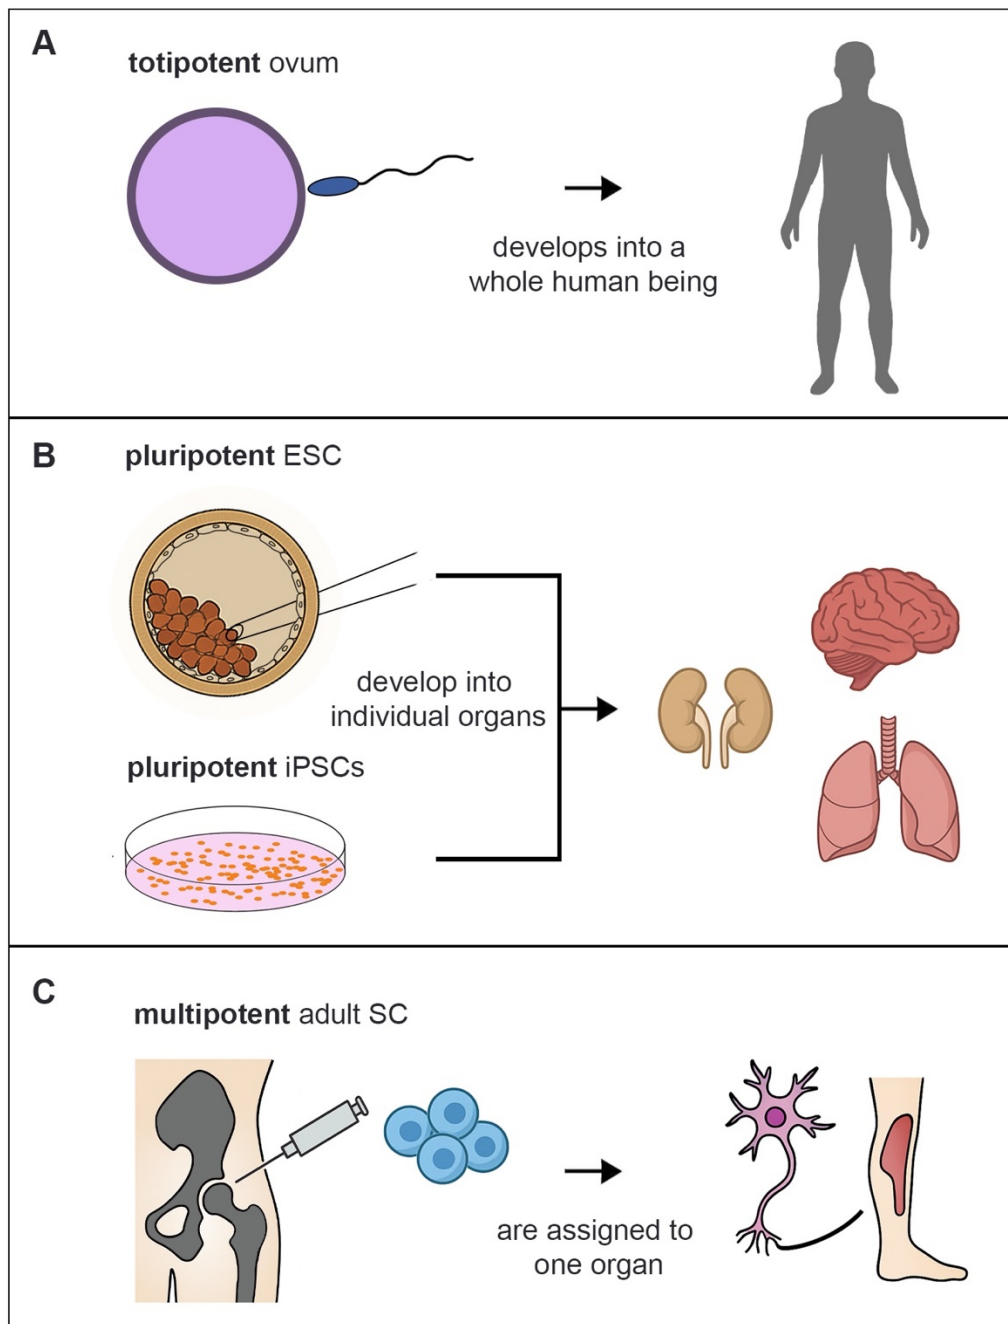 A
totipotent ovum
develops into a
whole human being
B
pluripotent ESC
develop into
individual organs
pluripotent iPSCs
C
multipotent adult SC
are assigned to
one organ